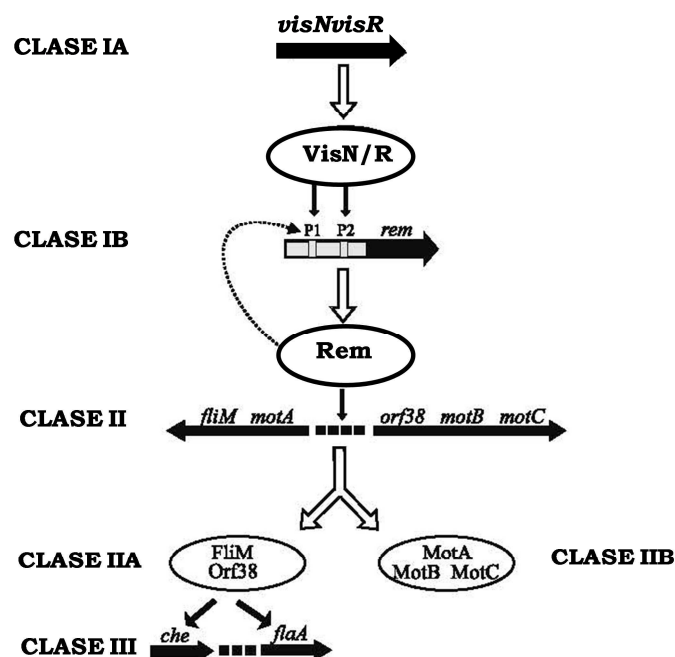 visNvisR
CLASE IA
VisN/R
CLASE IB
P1 P2 rem
Rem
CLASE II
fliM motA orf38 motB motC
CLASE IIA
FliM
Orf38
MotA
MotB MotC
CLASE IIB
CLASE III
che flaA